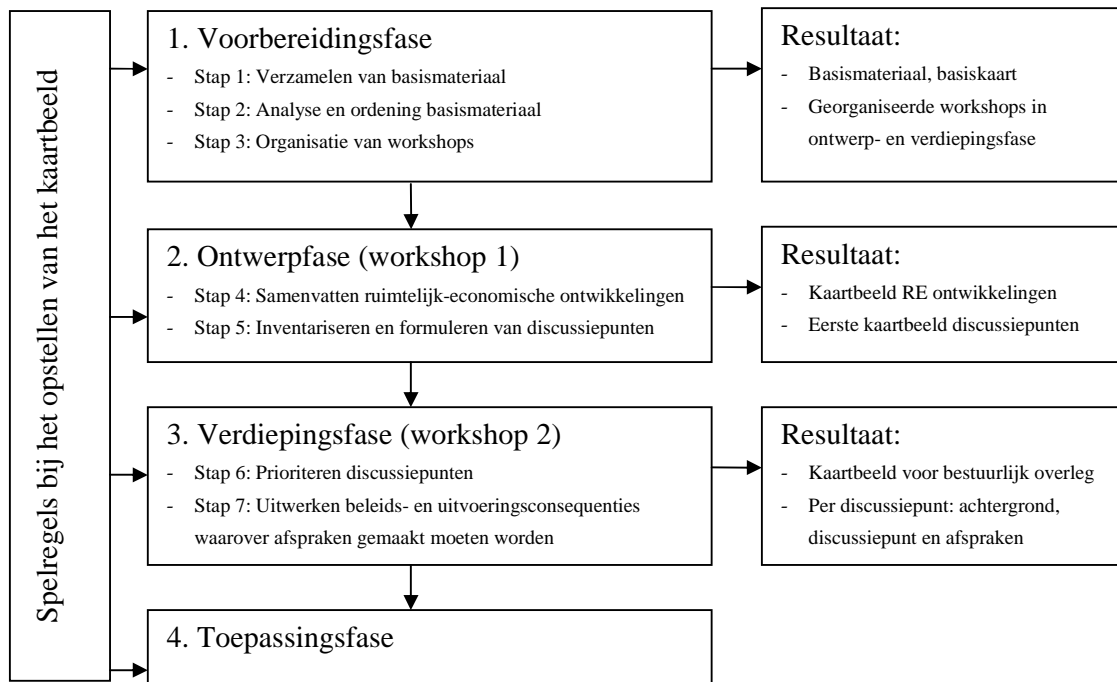 Spelregels bij het opstellen van het kaartbeeld
1. Voorbereidingsfase
- Stap 1: Verzamelen van basismateriaal
- Stap 2: Analyse en ordening basismateriaal
- Stap 3: Organisatie van workshops
Resultaat:
- Basismateriaal, basiskaart
- Georganiseerde workshops in
ontwerp- en verdiepingsfase
2. Ontwerpfase (workshop 1)
- Stap 4: Samenvatten ruimtelijk-economische ontwikkelingen
- Stap 5: Inventariseren en formuleren van discussiepunten
Resultaat:
- Kaartbeeld RE ontwikkelingen
- Eerste kaartbeeld discussiepunten
3. Verdiepingsfase (workshop 2)
- Stap 6: Prioriteren discussiepunten
- Stap 7: Uitwerken beleids- en uitvoeringsconsequenties
waarover afspraken gemaakt moeten worden
Resultaat:
- Kaartbeeld voor bestuurlijk overleg
- Per discussiepunt: achtergrond,
discussiepunt en afspraken
4. Toepassingsfase